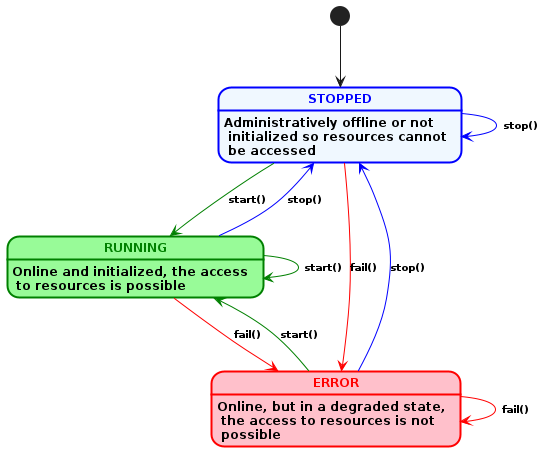 STOPPED
Administratively offline or not
initialized so resources cannot
be accessed
stop()
start()
stop()
RUNNING
Online and initialized, the access
to resources is possible
start()
fail()
stop()
fail()
start()
ERROR
Online, but in a degraded state,
the access to resources is not
possible
fail()